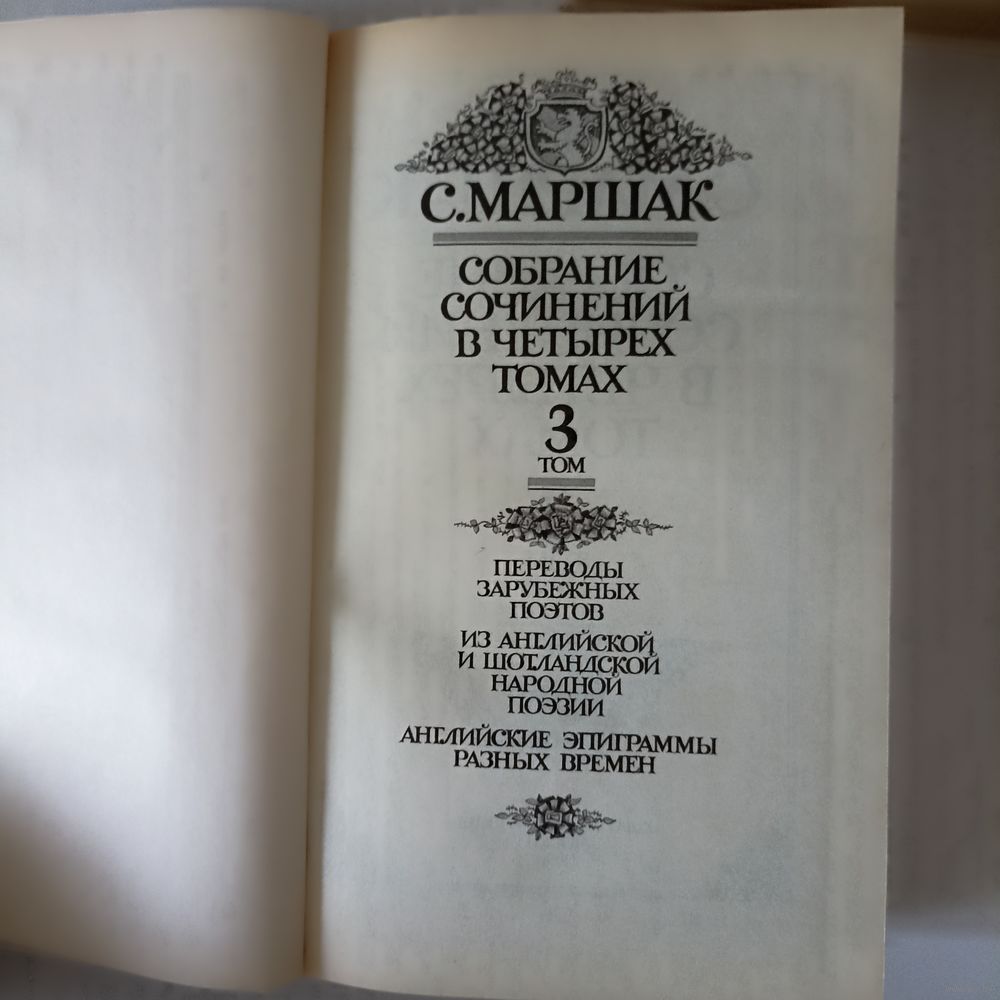 С. МАРШАК
СОБРАНИЕ
СОЧИНЕНИЙ
В ЧЕТЫРЕХ
ТОМАХ
3
ТОМ
ПЕРЕВОДЫ
ЗАРУБЕЖНЫХ
ПОЭТОВ
ИЗ АНГЛИЙСКОЙ
И ШОТЛАНДСКОЙ
НАРОДНОЙ
ПОЭЗИИ
АНГЛИЙСКИЕ ЭПИГРАММЫ
РАЗНЫХ ВРЕМЕН